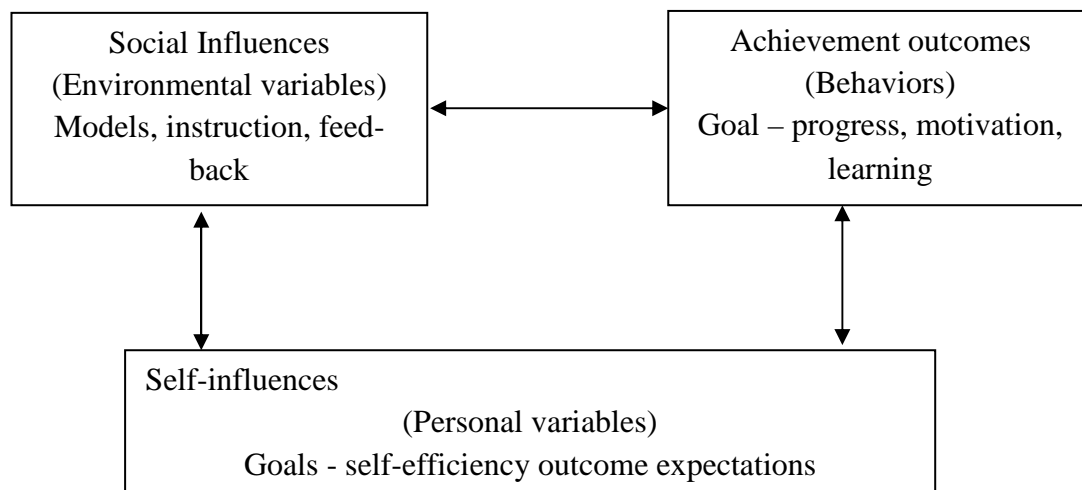 Social Influences
(Environmental variables)
Models, instruction, feed-
back
Achievement outcomes
(Behaviors)
Goal – progress, motivation,
learning
Self-influences
(Personal variables)
Goals - self-efficiency outcome expectations